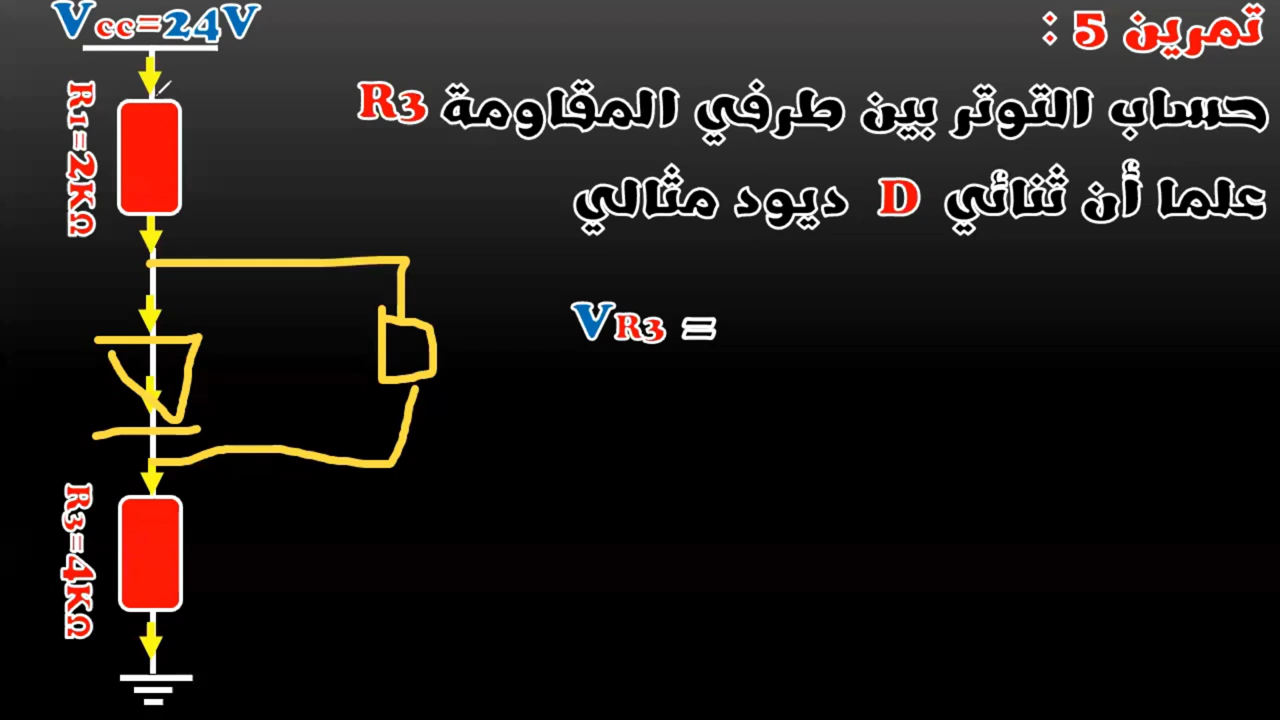 Vcc=24V
تمرين 5 :
R1=2KΩ
حساب التوتر بين طرفي المقاومة R3
علما أن ثنائي D ديود مثالي
VR3 =
R3=4KΩ